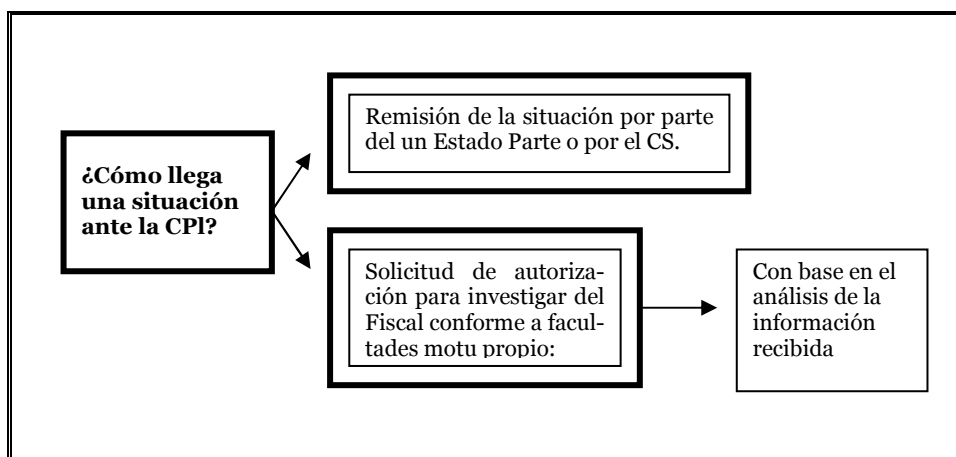 Remisión de la situación por parte
del un Estado Parte o por el CS.
¿Cómo llega
una situación
ante la CPl?
Solicitud de autoriza-
ción para investigar del
Fiscal conforme a facul-
tades motu propio:
Con base en el
análisis de la
información
recibida